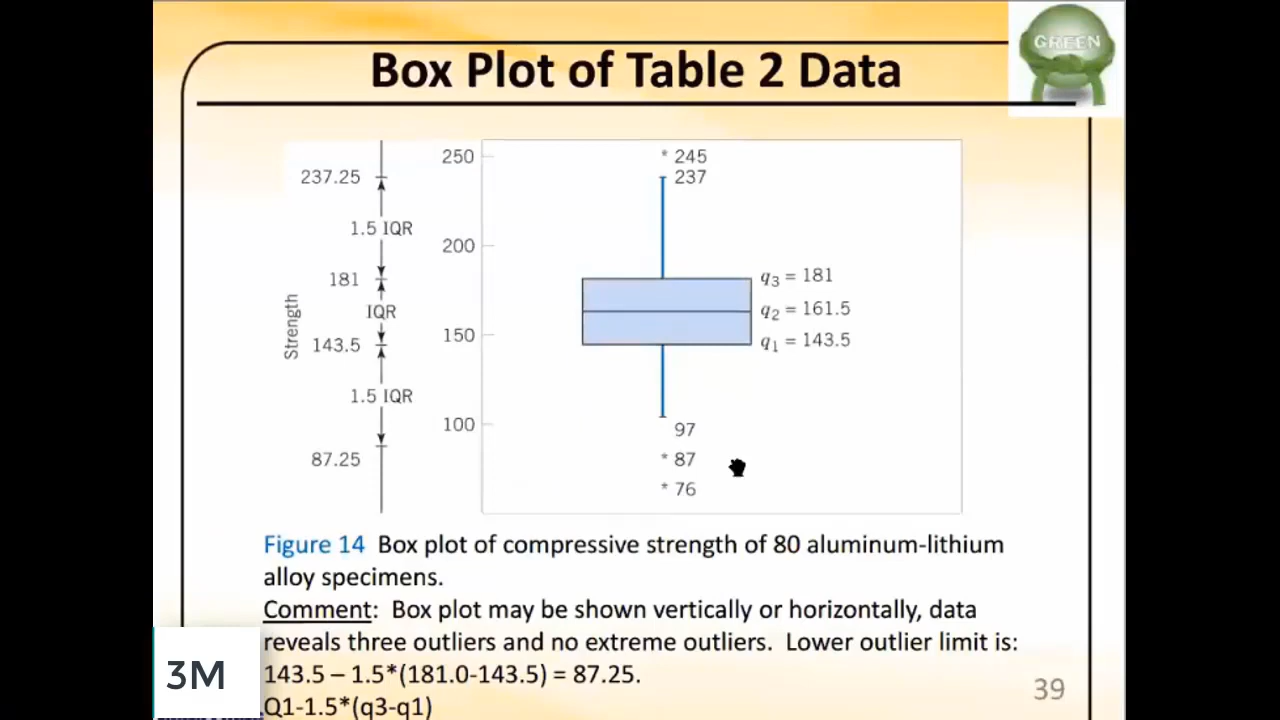 GREEN
Box Plot of Table 2 Data
250
* 245
237.25
237
1.5 IQR
200
181
q3 = 181
IQR
q2 = 161.5
Strength
150
143.5
q1 = 143.5
1.5 IQR
100
97
87.25
* 87
* 76
Figure 14 Box plot of compressive strength of 80 aluminum-lithium
alloy specimens.
Comment: Box plot may be shown vertically or horizontally, data
reveals three outliers and no extreme outliers. Lower outlier limit is:
143.5 – 1.5*(181.0-143.5) = 87.25.
Q1-1.5*(q3-q1)
3M
39